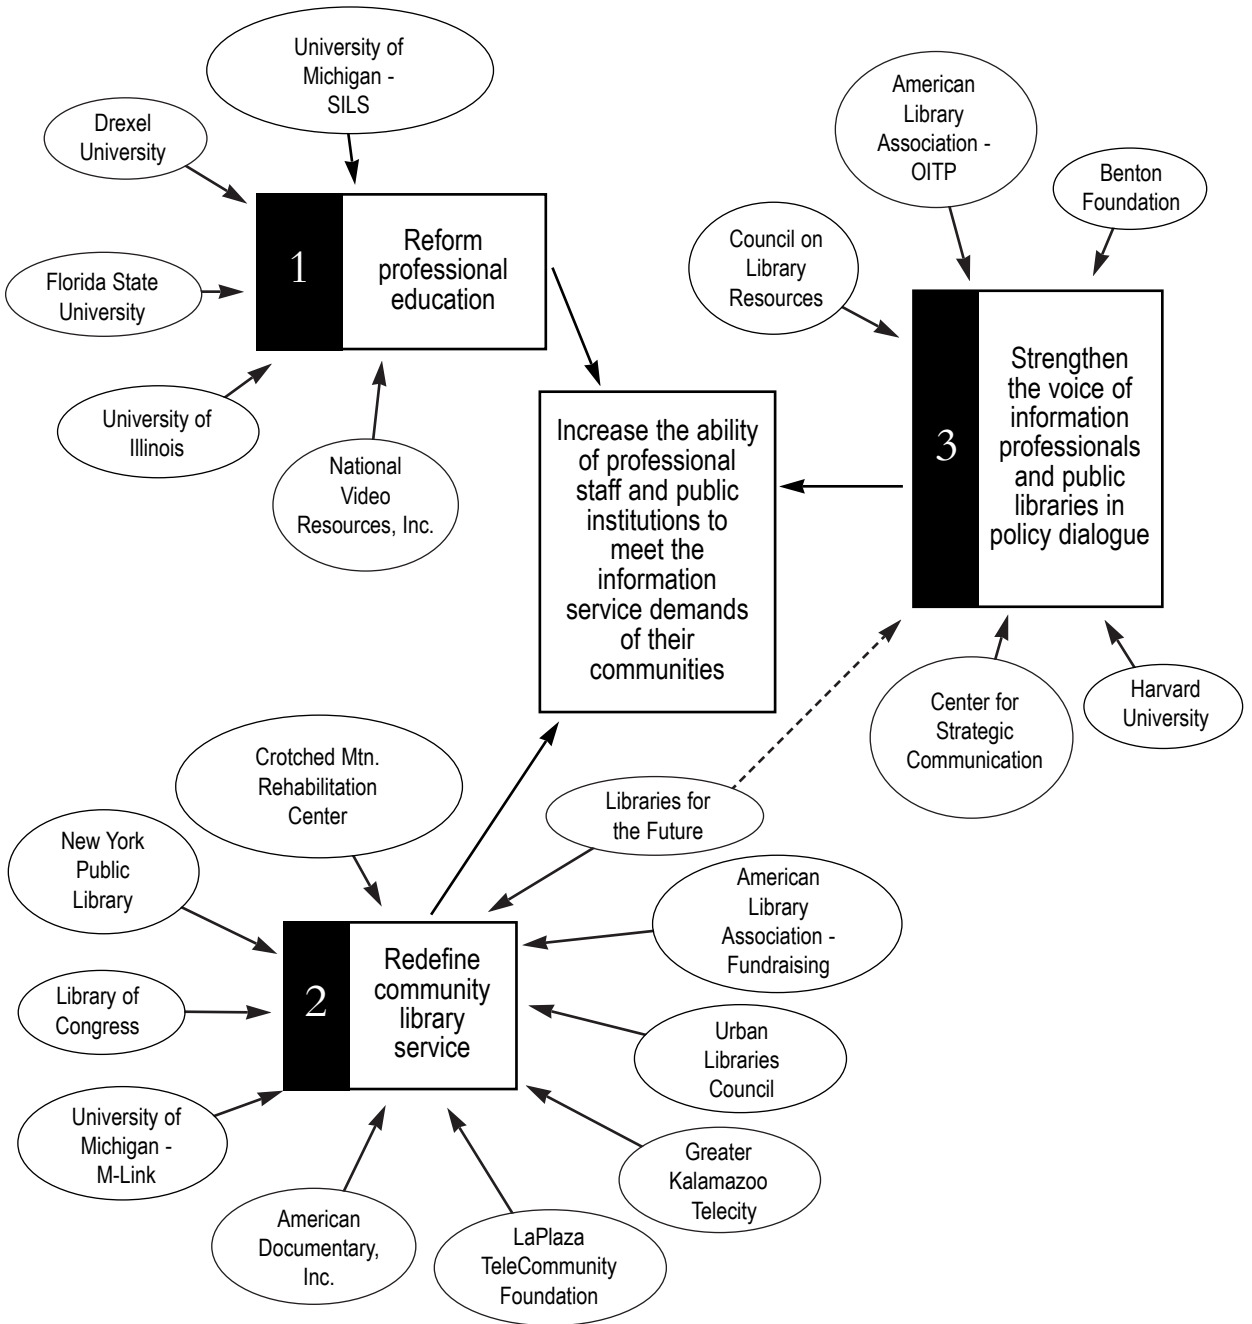 University of
Michigan -
SILS
Drexel
University
Florida State
University
University of
Illinois
National
Video
Resources, Inc.
1
Reform
professional
education
American
Library
Association -
OITP
Benton
Foundation
Council on
Library
Resources
3
Strengthen
the voice of
information
professionals
and public
libraries in
policy dialogue
Center for
Strategic
Communication
Harvard
University
Increase the ability
of professional
staff and public
institutions to
meet the
information
service demands
of their
communities
Crotched Mtn.
Rehabilitation
Center
Libraries for
the Future
New York
Public
Library
American
Library
Association -
Fundraising
2
Redefine
community
library
service
Library of
Congress
Urban
Libraries
Council
University of
Michigan -
M-Link
Greater
Kalamazoo
Telecity
American
Documentary,
Inc.
LaPlaza
TeleCommunity
Foundation